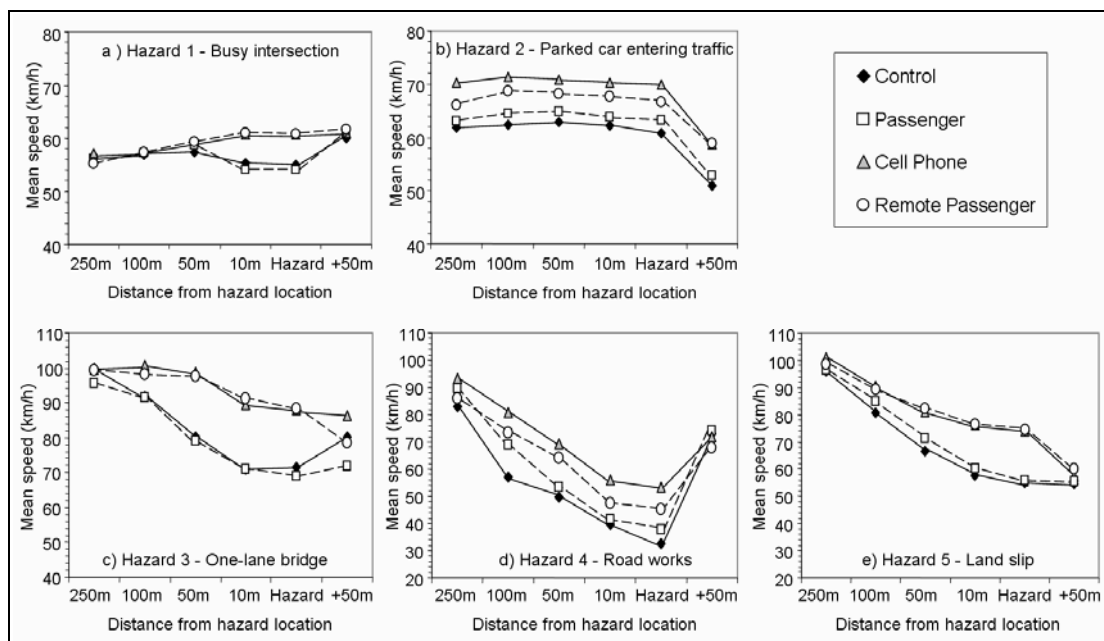 a ) Hazard 1 - Busy intersection
80
70
60
50
40
Mean speed (km/h)
250m 100m 50m 10m Hazard +50m
Distance from hazard location
b) Hazard 2 - Parked car entering traffic
80
70
60
50
40
Mean speed (km/h)
250m 100m 50m 10m Hazard +50m
Distance from hazard location
Control
Passenger
Cell Phone
Remote Passenger
110
100
90
80
70
60
50
40
Mean speed (km/h)
c) Hazard 3 - One-lane bridge
250m 100m 50m 10m Hazard +50m
Distance from hazard location
110
100
90
80
70
60
50
40
30
20
Mean speed (km/h)
d) Hazard 4 - Road works
250m 100m 50m 10m Hazard +50m
Distance from hazard location
110
100
90
80
70
60
50
40
30
20
Mean speed (km/h)
e) Hazard 5 - Land slip
250m 100m 50m 10m Hazard +50m
Distance from hazard location